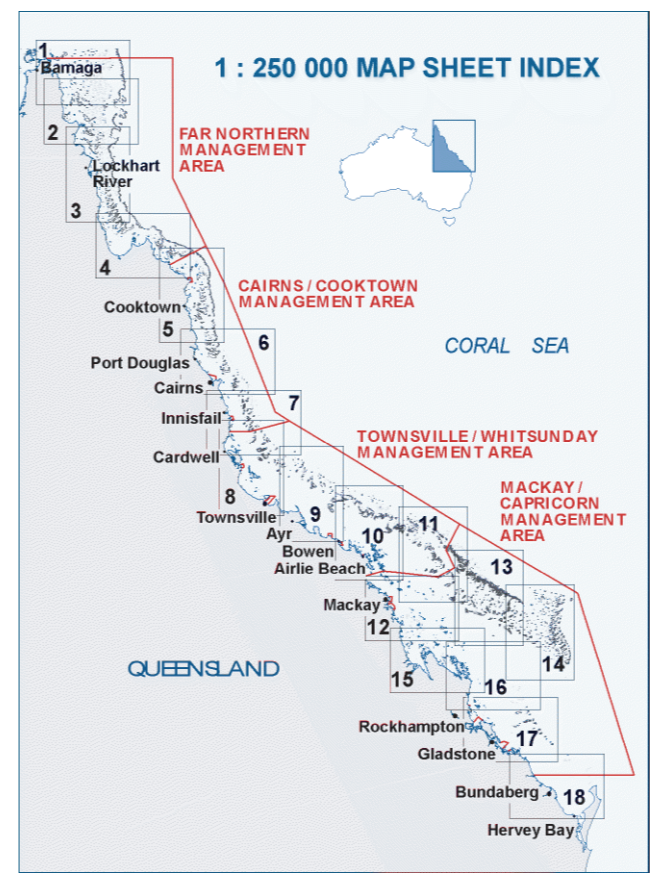 1 : 250 000 MAP SHEET INDEX
1
Bamaga
2
FAR NORTHERN
MANAGEMENT
AREA
Lockhart
River
3
4
CAIRNS / COOKTOWN
MANAGEMENT AREA
Cooktown
5
6
CORAL SEA
Port Douglas
Cairns
7
Innisfail
TOWNSVILLE / WHITSUNDAY
MANAGEMENT AREA
Cardwell
8
MACKAY /
CAPRICORN
MANAGEMENT
AREA
Townsville
9
11
Ayr
10
Bowen
Airlie Beach
13
Mackay
12
14
QUEENSLAND
15
16
Rockhampton
17
Gladstone
Bundaberg
18
Hervey Bay